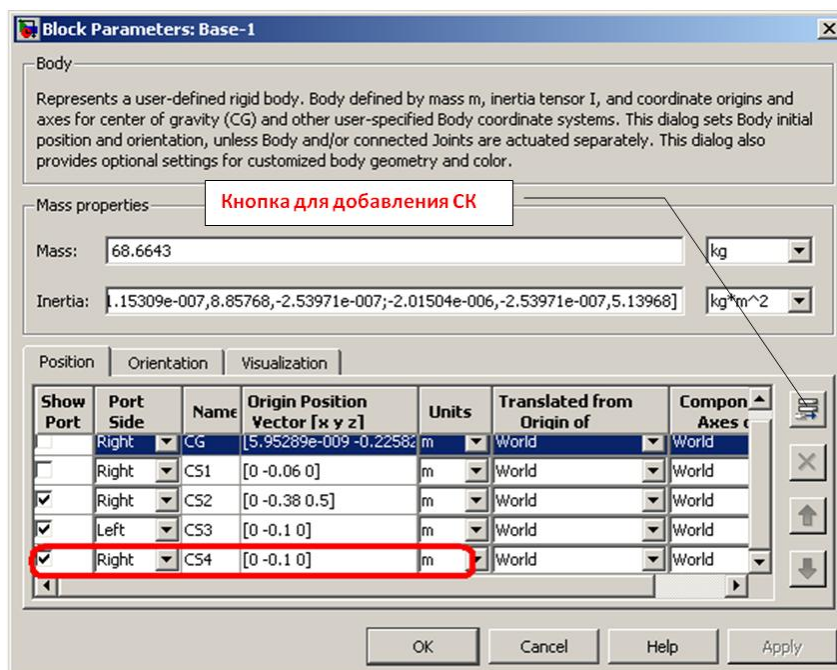 Block Parameters: Base-1
Body
Represents a user-defined rigid body. Body defined by mass m, inertia tensor I, and coordinate origins and
axes for center of gravity (CG) and other user-specified Body coordinate systems. This dialog sets Body initial
position and orientation, unless Body and/or connected Joints are actuated separately. This dialog also
provides optional settings for customized body geometry and color.
Mass properties
Кнопка для добавления СК
Mass: 68.6643 kg
Inertia: 1.15309e-007,8.85768,-2.53971e-007;-2.01504e-006,-2.53971e-007,5.13968] kg*m^2
Position Orientation Visualization
Show Port Port Side Name Origin Position Vector [x y z] Units Translated from Origin of Compon Axes
Right CG [5.95289e-009 -0.22582 m World World
Right CS1 [0 -0.06 0] m World World
Right CS2 [0 -0.38 0.5] m World World
Left CS3 [0 -0.1 0] m World World
Right CS4 [0 -0.1 0] m World World
OK Cancel Help Apply